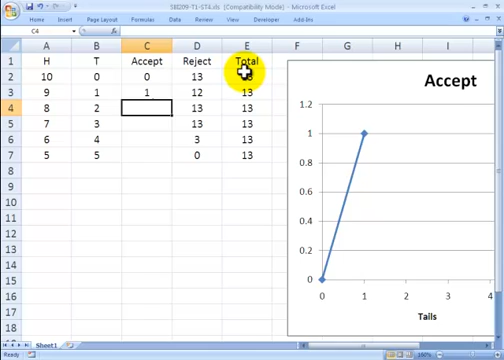 SB209-T1-ST4.xls [Compatibility Mode] - Microsoft Excel
Home Insert Page Layout Formulas Data Review View Developer Add-Ins
C4 fx
A B C D E F G H I
1 H T Accept Reject Total
2 10 0 0 13
3 9 1 1 12 13
4 8 2 13 13
5 7 3 13 13
6 6 4 3 13
7 5 5 0 13
8
9
10
11
12
13
14
15
16
17
18
Accept
1.2
1
0.8
0.6
0.4
0.2
0
0 1 2 3 4
Tails
Sheet1
100%